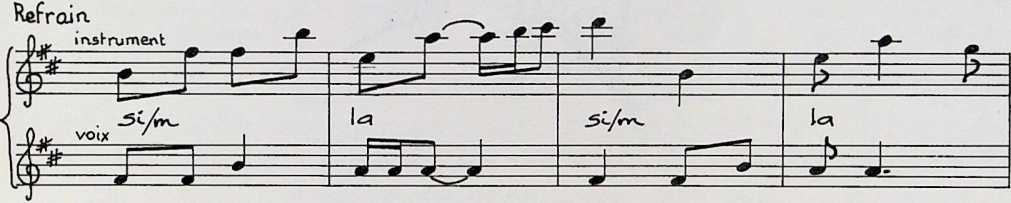 Refrain
instrument
si/m la si/m la
voix